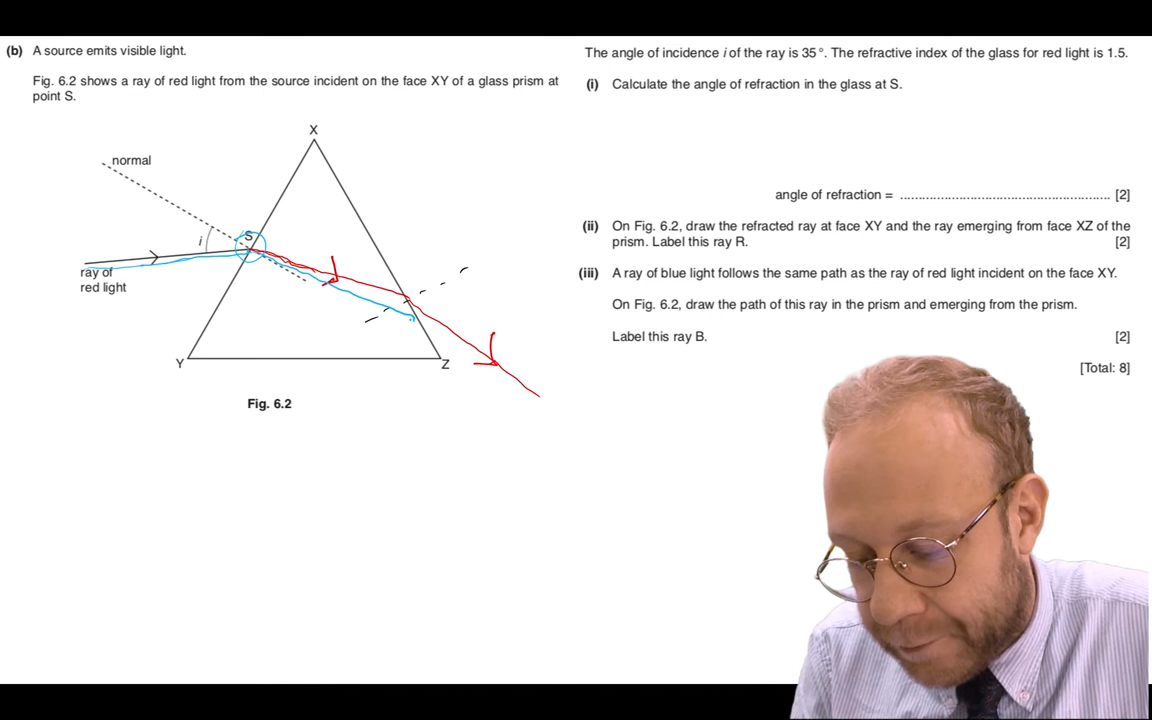 (b) A source emits visible light.
Fig. 6.2 shows a ray of red light from the source incident on the face XY of a glass prism at
point S.
X
normal
S
i
ray of
red light
Y
Z
Fig. 6.2
The angle of incidence i of the ray is 35°. The refractive index of the glass for red light is 1.5.
(i) Calculate the angle of refraction in the glass at S.
angle of refraction = ................................................... [2]
(ii) On Fig. 6.2, draw the refracted ray at face XY and the ray emerging from face XZ of the
prism. Label this ray R. [2]
(iii) A ray of blue light follows the same path as the ray of red light incident on the face XY.
On Fig. 6.2, draw the path of this ray in the prism and emerging from the prism.
Label this ray B. [2]
[Total: 8]